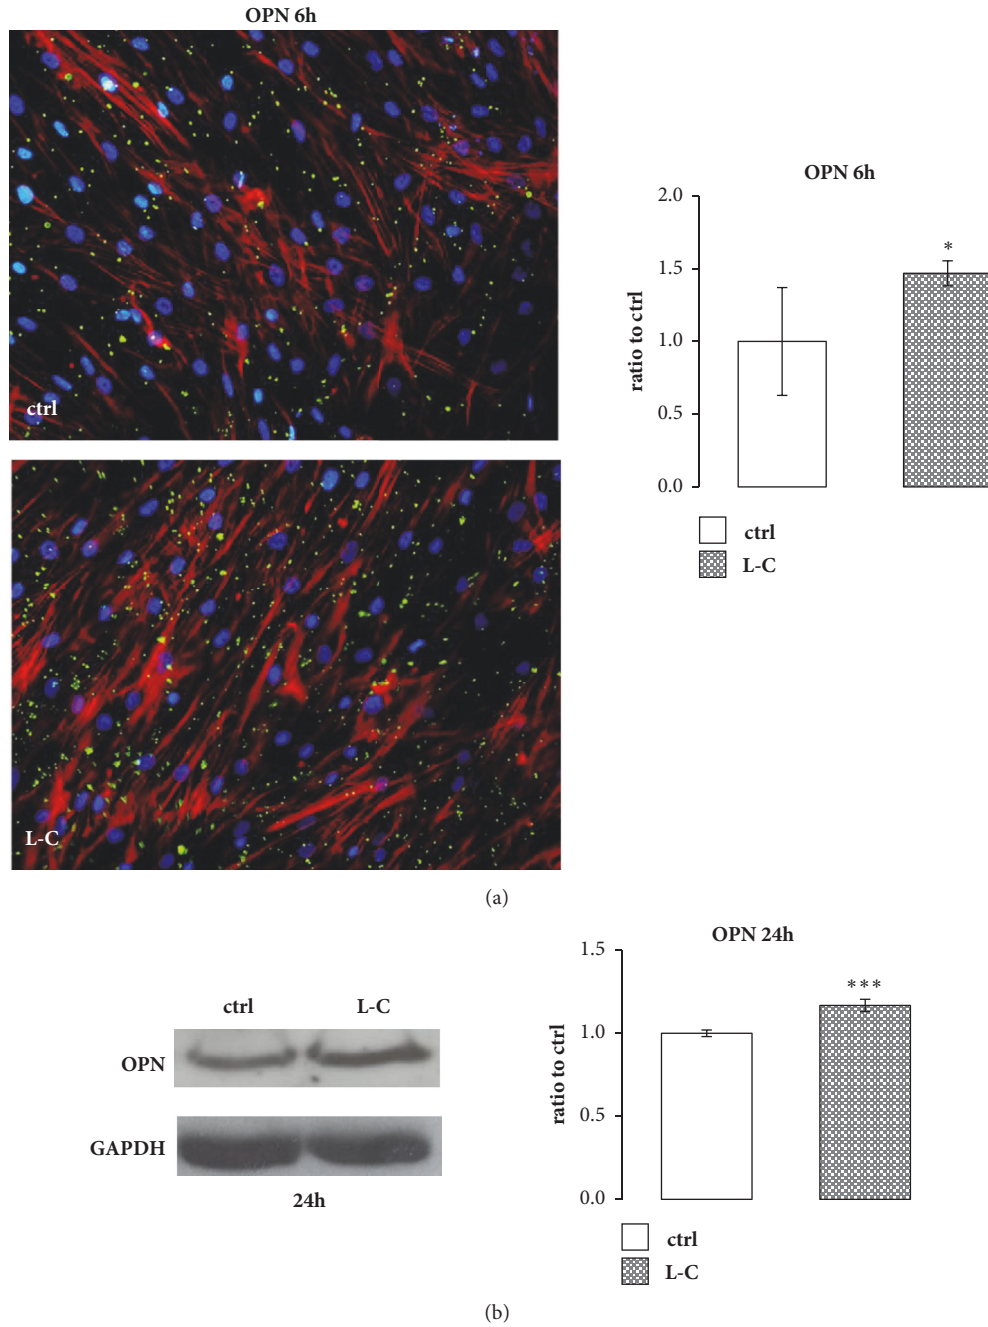 OPN 6h
ctrl
L-C
OPN 6h
2.0
1.5
1.0
0.5
0.0
ratio to ctrl
*
ctrl
L-C
(a)
ctrl
L-C
OPN
GAPDH
24h
OPN 24h
1.5
1.0
0.5
0.0
ratio to ctrl
***
ctrl
L-C
(b)